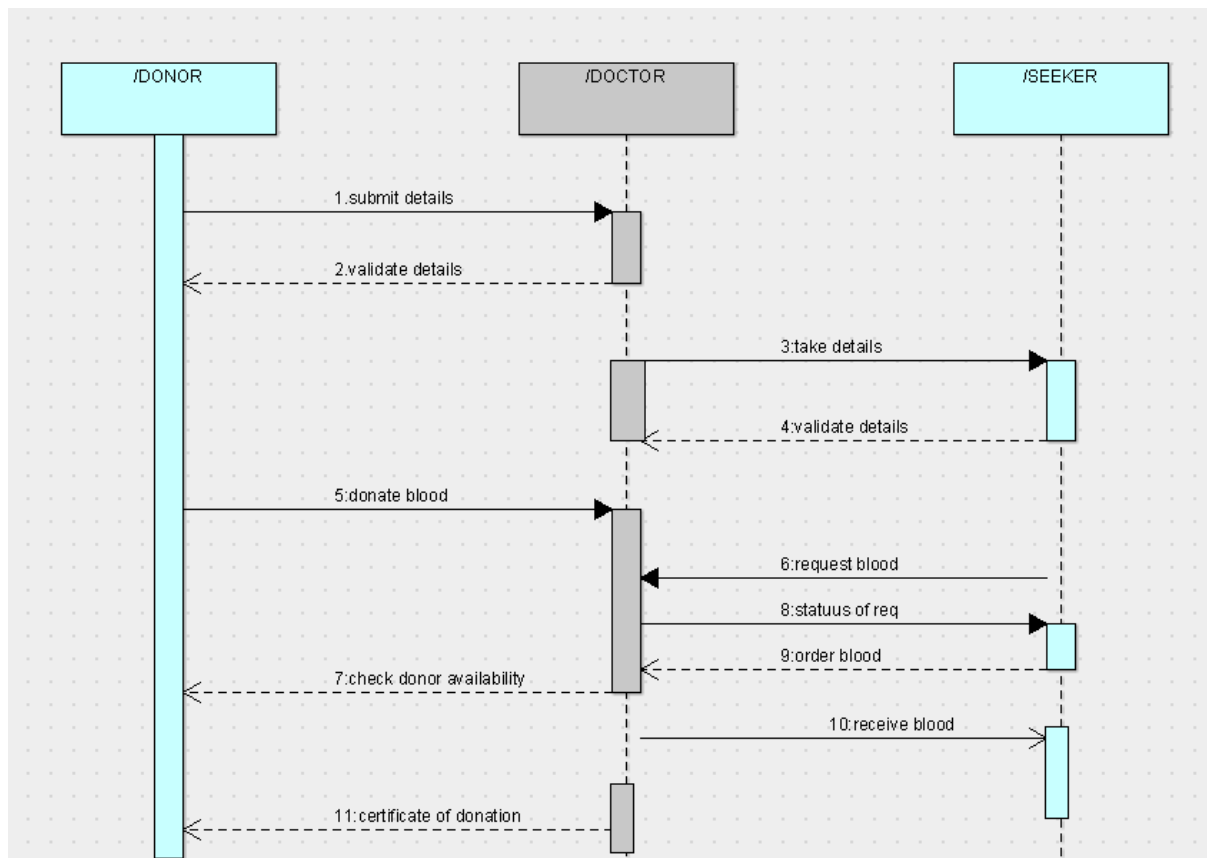 /DONOR
/DOCTOR
/SEEKER
1.submit details
2.validate details
3:take details
4:validate details
5:donate blood
6:request blood
8:statuus of req
9:order blood
7:check donor availability
10:receive blood
11:certificate of donation